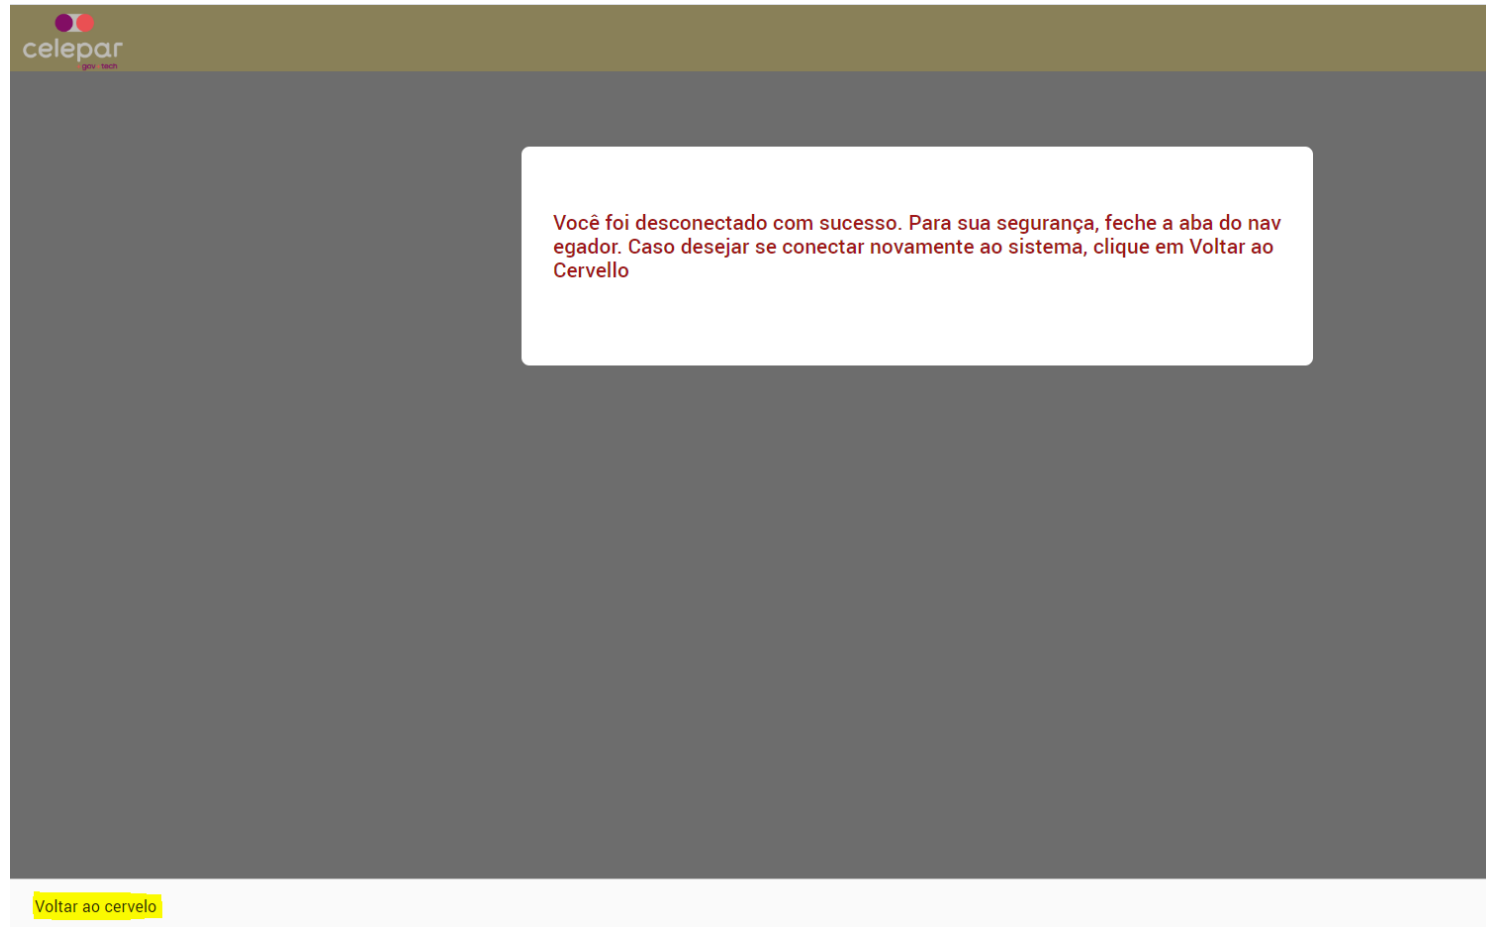 celepar
gov tech
Você foi desconectado com sucesso. Para sua segurança, feche a aba do nav
egador. Caso desejar se conectar novamente ao sistema, clique em Voltar ao
Cervello
Voltar ao cervelo